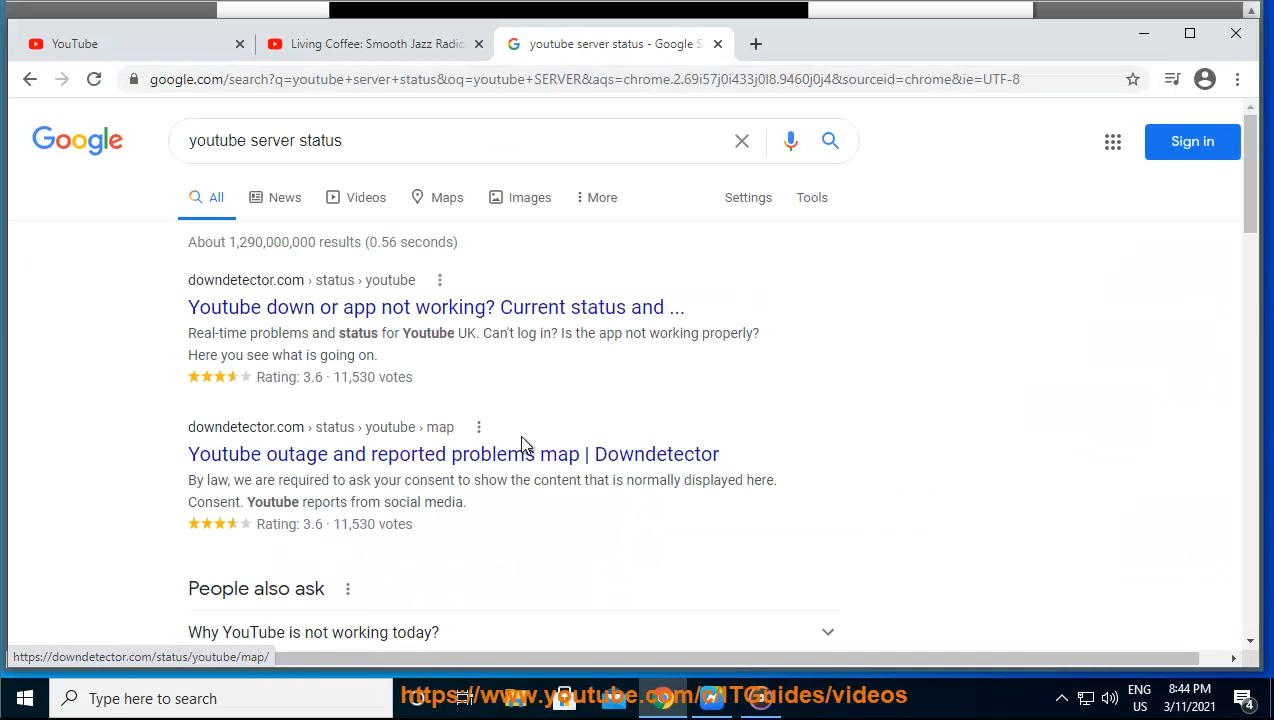 YouTube
Living Coffee: Smooth Jazz Radio
youtube server status - Google S
google.com/search?q=youtube+server+status&oq=youtube+SERVER&aqs=chrome.2.69i57j0i433j0l8.9460j0j4&sourceid=chrome&ie=UTF-8
Google
youtube server status
Sign in
All
News
Videos
Maps
Images
More
Settings
Tools
About 1,290,000,000 results (0.56 seconds)
downdetector.com › status › youtube
Youtube down or app not working? Current status and ...
Real-time problems and status for Youtube UK. Can't log in? Is the app not working properly?
Here you see what is going on.
Rating: 3.6 · 11,530 votes
downdetector.com › status › youtube › map
Youtube outage and reported problems map | Downdetector
By law, we are required to ask your consent to show the content that is normally displayed here.
Consent. Youtube reports from social media.
Rating: 3.6 · 11,530 votes
People also ask
Why YouTube is not working today?
https://downdetector.com/status/youtube/map/
Type here to search
https://www.youtube.com/c/ITGuides/videos
ENG
US
8:44 PM
3/11/2021
4